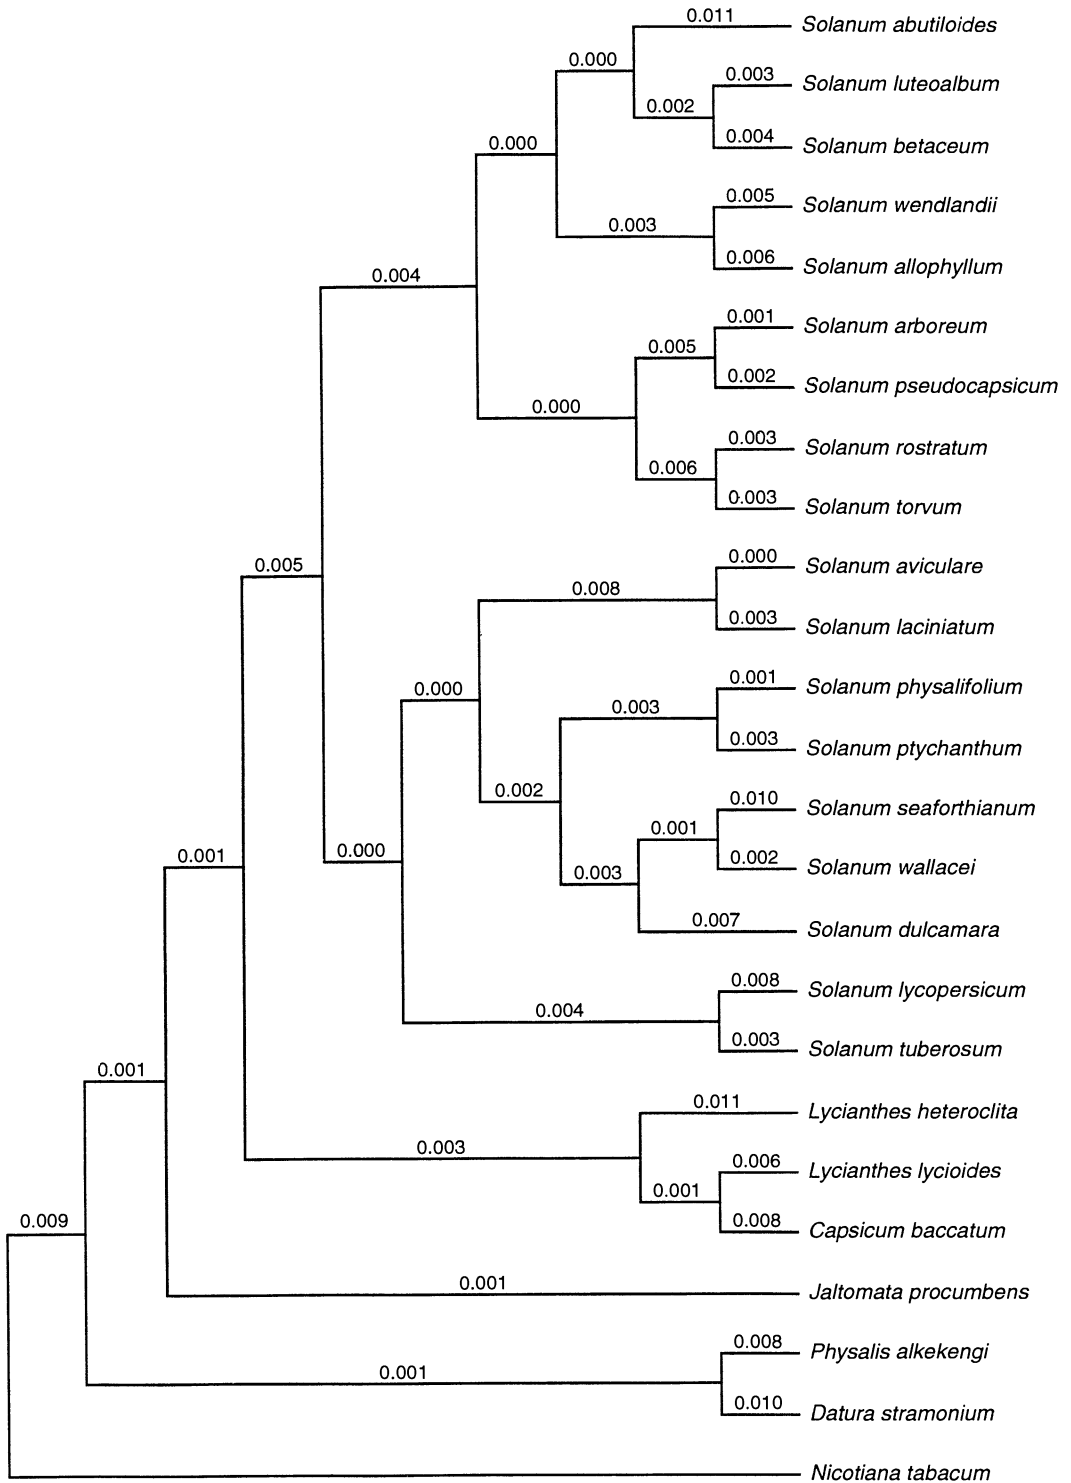 0.011
Solanum abutiloides
0.000
0.003
Solanum luteoalbum
0.002
0.004
Solanum betaceum
0.000
0.005
Solanum wendlandii
0.003
0.006
Solanum allophyllum
0.004
0.001
Solanum arboreum
0.005
0.002
Solanum pseudocapsicum
0.000
0.003
Solanum rostratum
0.006
0.003
Solanum torvum
0.005
0.000
Solanum aviculare
0.008
0.003
Solanum laciniatum
0.000
0.001
Solanum physalifolium
0.003
0.003
Solanum ptychanthum
0.002
0.010
Solanum seaforthianum
0.001
0.002
Solanum wallacei
0.001
0.000
0.003
0.007
Solanum dulcamara
0.008
Solanum lycopersicum
0.004
0.003
Solanum tuberosum
0.001
0.011
Lycianthes heteroclita
0.003
0.006
Lycianthes lycioides
0.001
0.008
Capsicum baccatum
0.009
0.001
Jaltomata procumbens
0.008
Physalis alkekengi
0.001
0.010
Datura stramonium
Nicotiana tabacum